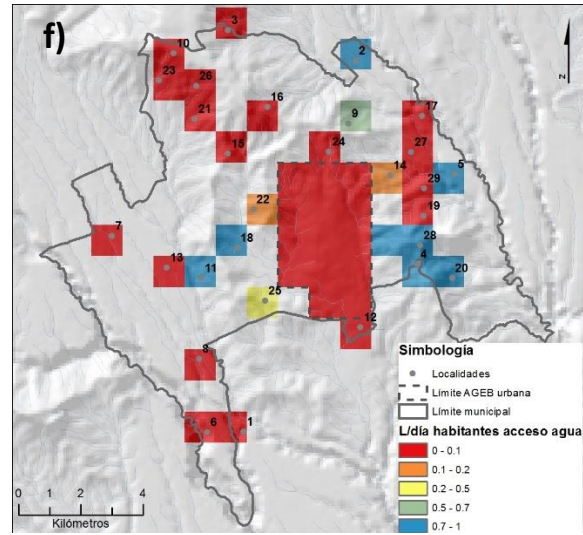 f)
3
10
2
N
23
26
21
16
9
17
15
24
27
14
5
29
22
19
7
18
28
13
11
4
20
25
12
8
6
1
Simbología
Localidades
Límite AGEB urbana
Límite municipal
L/día habitantes acceso agua
0 - 0.1
0.1 - 0.2
0.2 - 0.5
0.5 - 0.7
0.7 - 1
0 1 2 4
Kilómetros